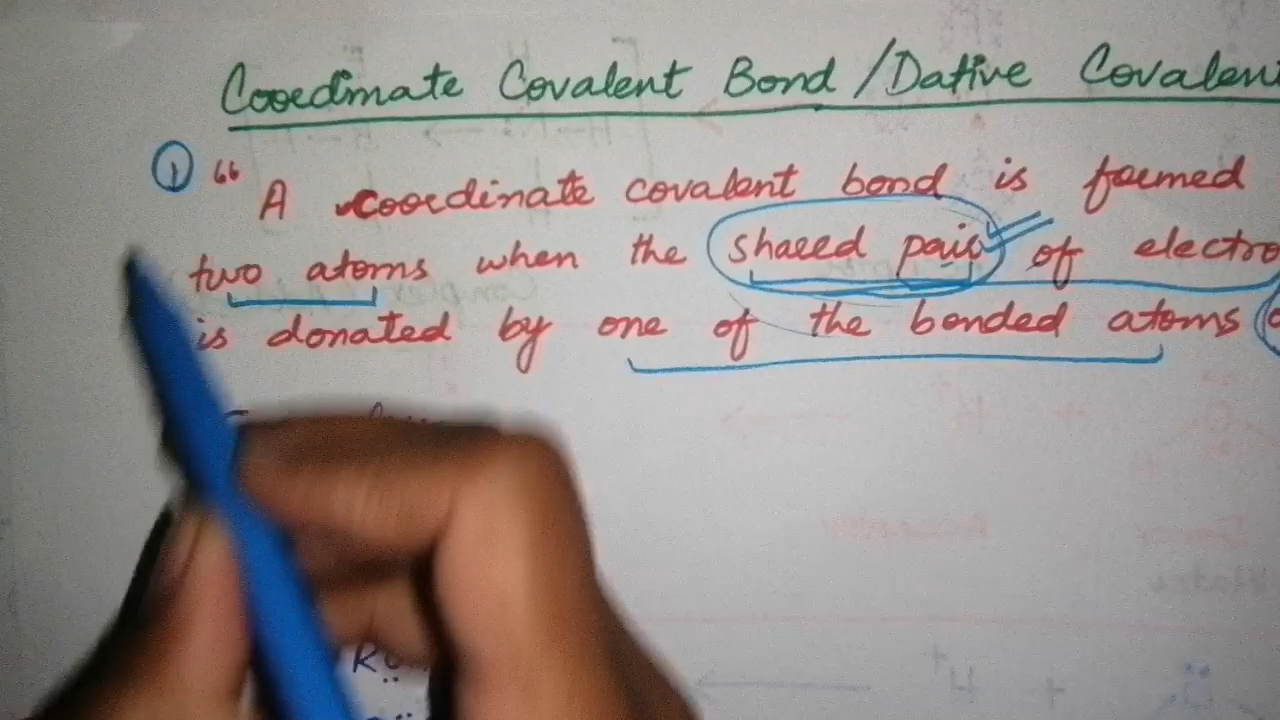 Coordinate Covalent Bond / Dative Covalen
① “A coordinate covalent bond is formed
two atoms when the shared pair of electro
is donated by one of the bonded atoms